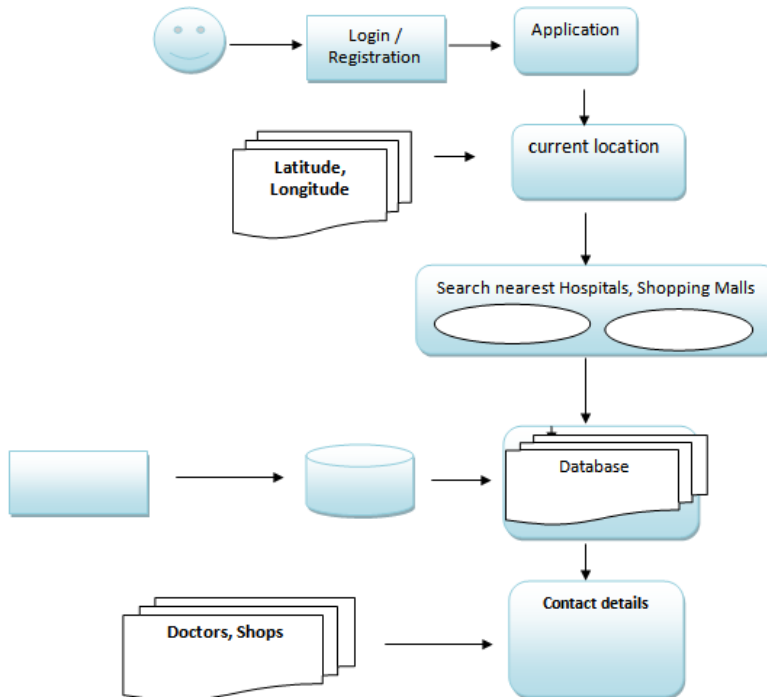 Login /
Registration
Application
Latitude,
Longitude
current location
Search nearest Hospitals, Shopping Malls
Database
Doctors, Shops
Contact details